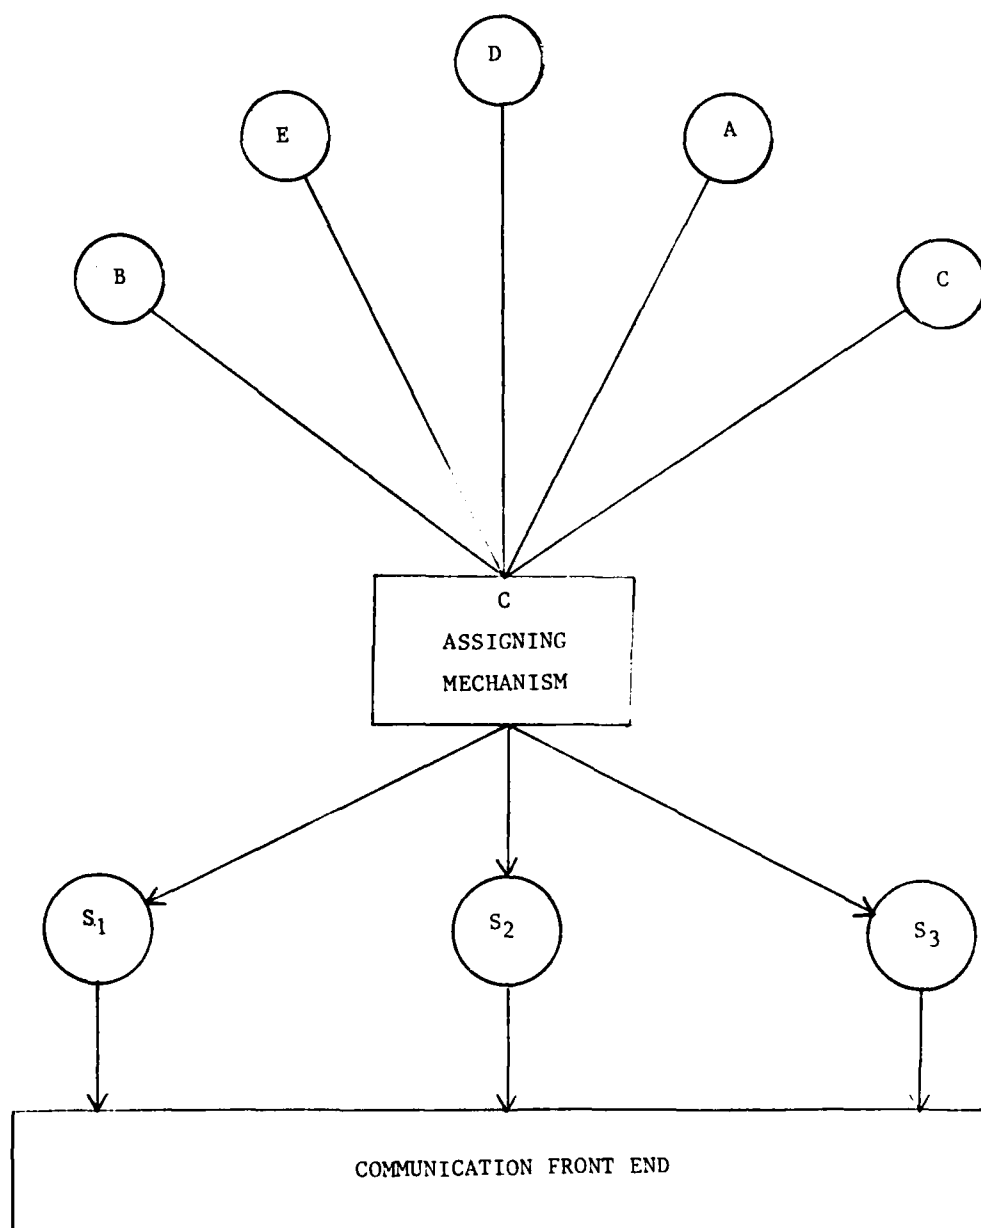 D
E
A
B
C
C
ASSIGNING
MECHANISM
S1
S2
S3
COMMUNICATION FRONT END